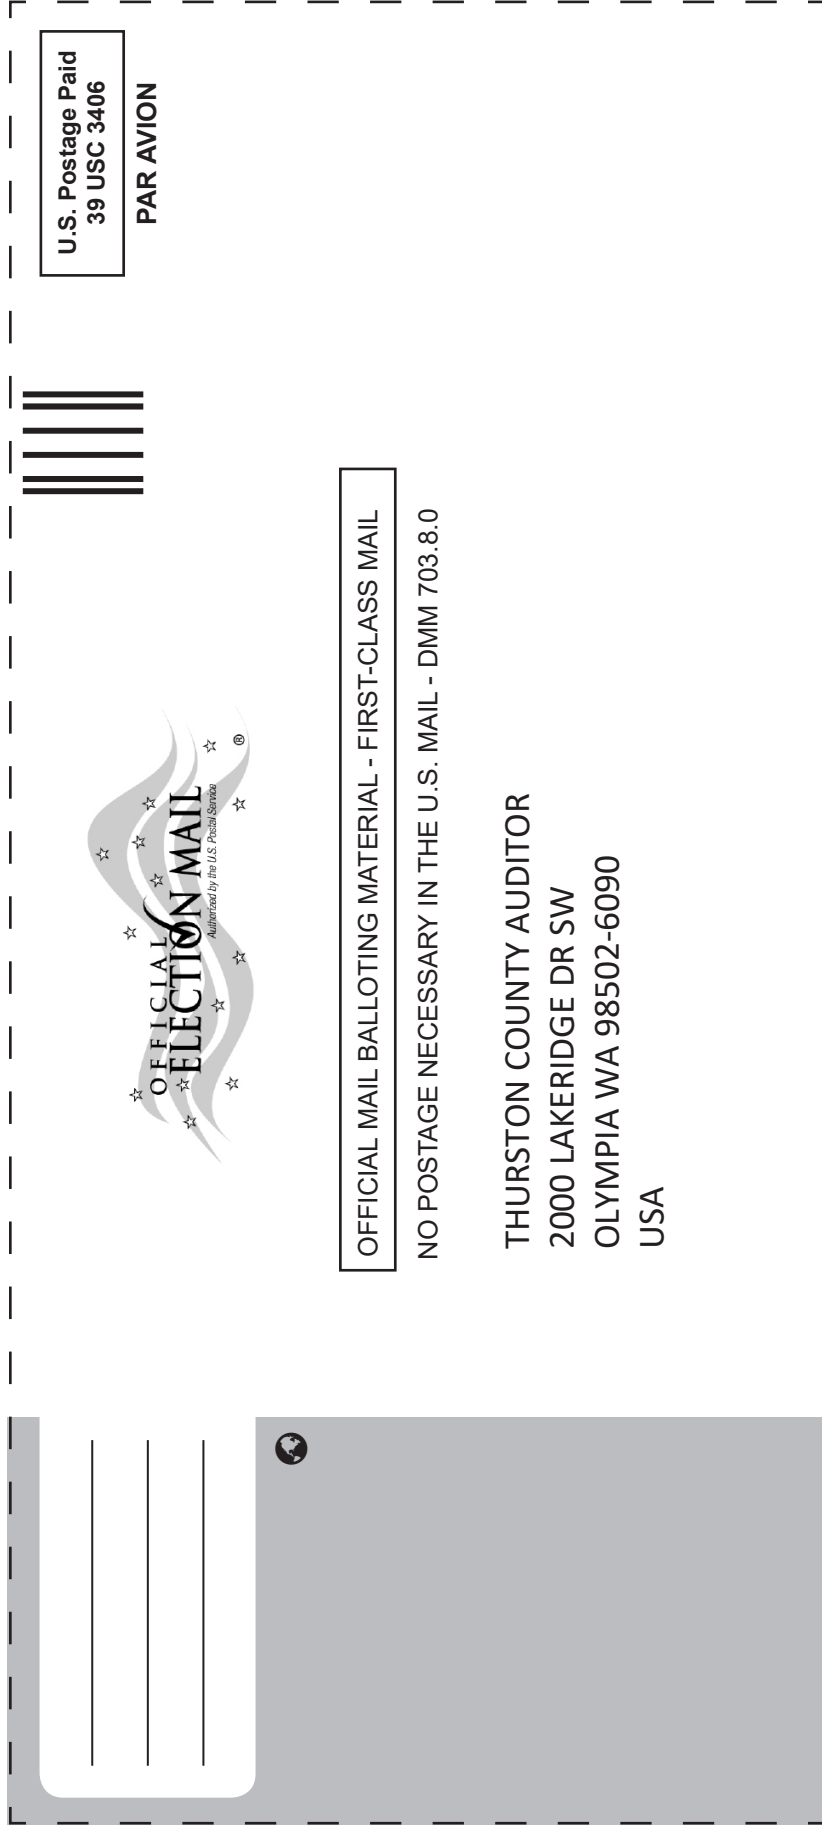 U.S. Postage Paid
39 USC 3406
PAR AVION
OFFICIAL
ELECTION MAIL
Authorized by the U.S. Postal Service
®
OFFICIAL MAIL BALLOTING MATERIAL - FIRST-CLASS MAIL
NO POSTAGE NECESSARY IN THE U.S. MAIL - DMM 703.8.0
THURSTON COUNTY AUDITOR
2000 LAKERIDGE DR SW
OLYMPIA WA 98502-6090
USA